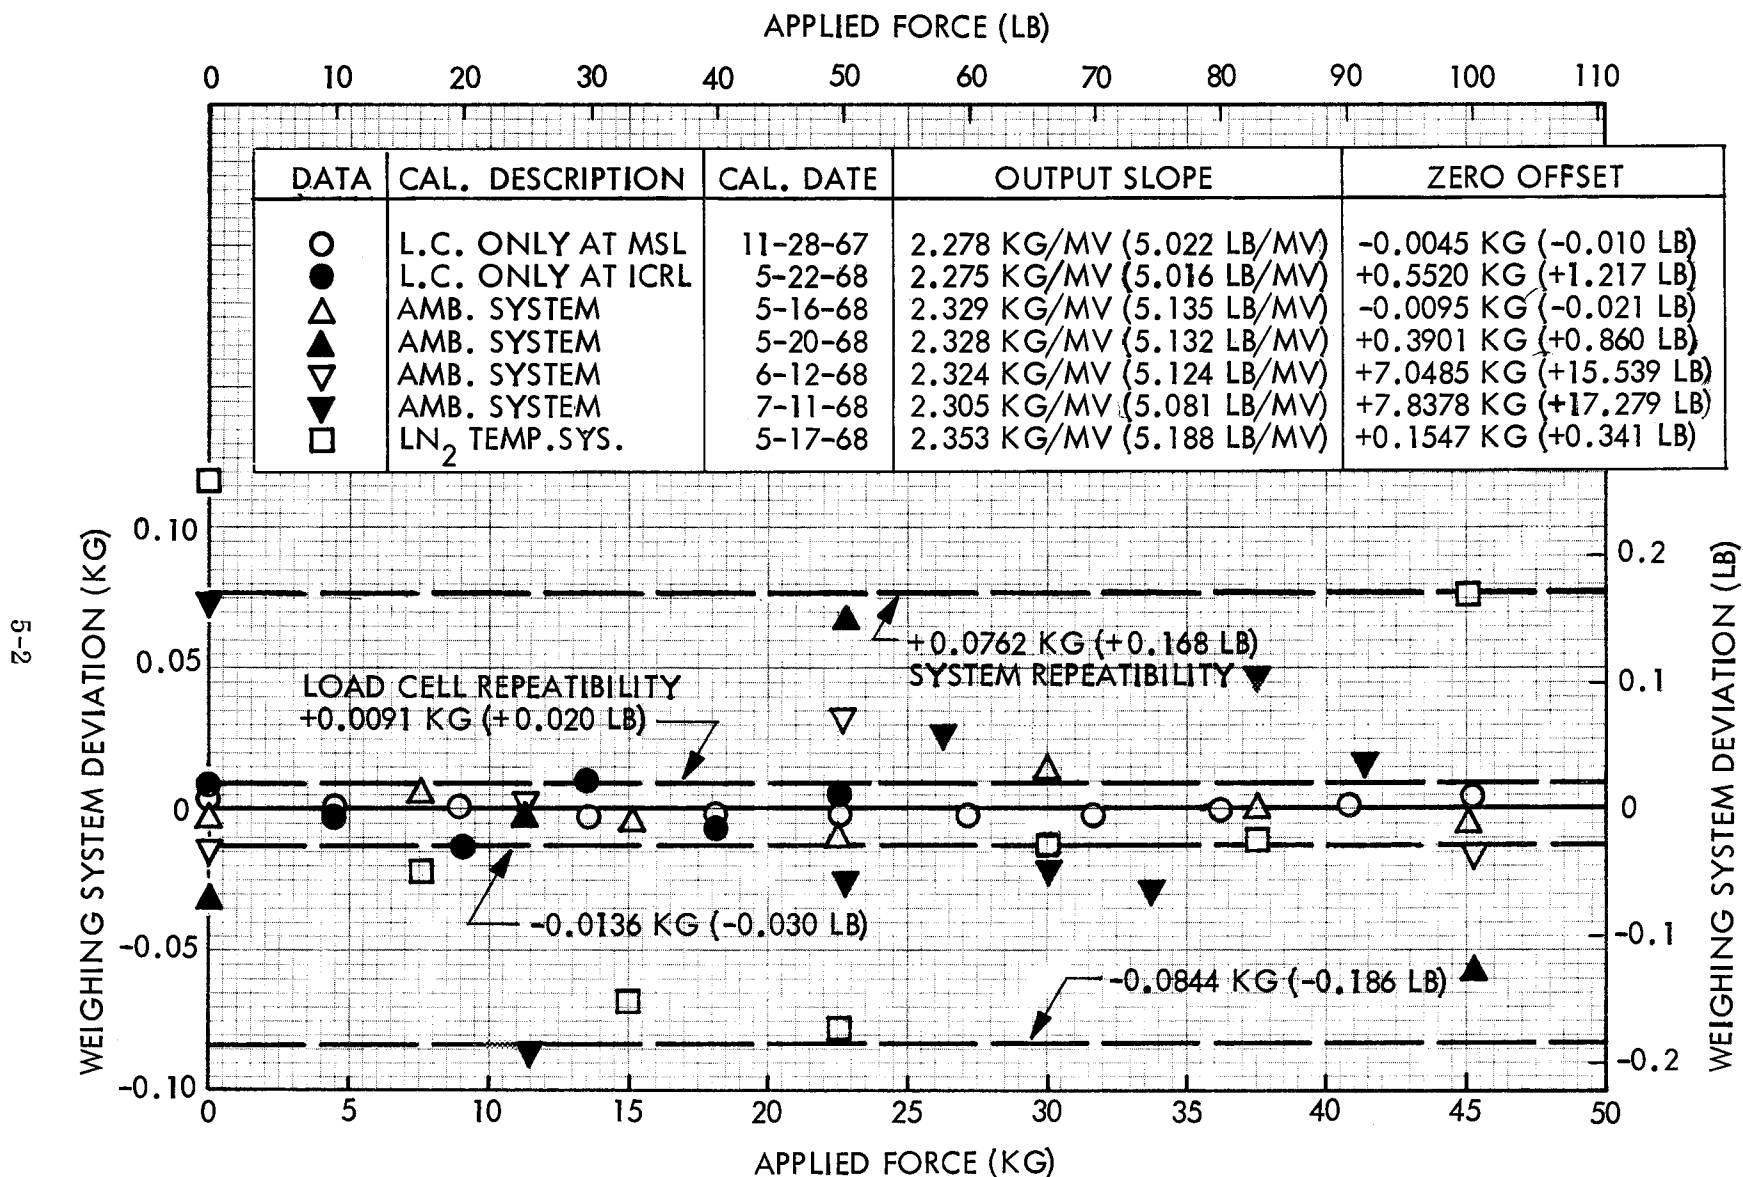 APPLIED FORCE (LB)
0 10 20 30 40 50 60 70 80 90 100 110
DATA CAL. DESCRIPTION CAL. DATE OUTPUT SLOPE ZERO OFFSET
L.C. ONLY AT MSL 11-28-67 2.278 KG/MV (5.022 LB/MV) -0.0045 KG (-0.010 LB)
L.C. ONLY AT ICRL 5-22-68 2.275 KG/MV (5.016 LB/MV) +0.5520 KG (+1.217 LB)
AMB. SYSTEM 5-16-68 2.329 KG/MV (5.135 LB/MV) -0.0095 KG (-0.021 LB)
AMB. SYSTEM 5-20-68 2.328 KG/MV (5.132 LB/MV) +0.3901 KG (+0.860 LB)
AMB. SYSTEM 6-12-68 2.324 KG/MV (5.124 LB/MV) +7.0485 KG (+15.539 LB)
AMB. SYSTEM 7-11-68 2.305 KG/MV (5.081 LB/MV) +7.8378 KG (+17.279 LB)
LN2 TEMP.SYS. 5-17-68 2.353 KG/MV (5.188 LB/MV) +0.1547 KG (+0.341 LB)
WEIGHING SYSTEM DEVIATION (KG)
0.10
0.05
0
-0.05
-0.10
+0.0762 KG (+0.168 LB)
SYSTEM REPEATIBILITY
LOAD CELL REPEATIBILITY
+0.0091 KG (+0.020 LB)
-0.0136 KG (-0.030 LB)
-0.0844 KG (-0.186 LB)
0.2
0.1
0
-0.1
-0.2
WEIGHING SYSTEM DEVIATION (LB)
0 5 10 15 20 25 30 35 40 45 50
APPLIED FORCE (KG)
5-2